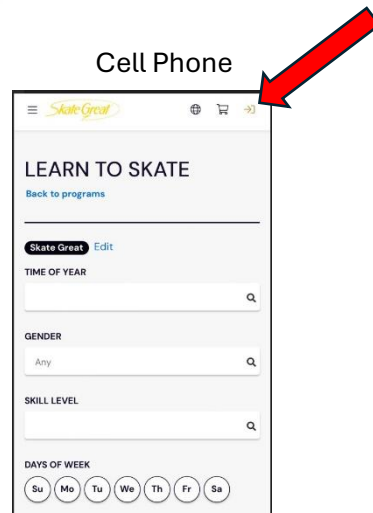 Cell Phone
Skate Great
LEARN TO SKATE
Back to programs
Skate Great Edit
TIME OF YEAR
GENDER
Any
SKILL LEVEL
DAYS OF WEEK
Su Mo Tu We Th Fr Sa